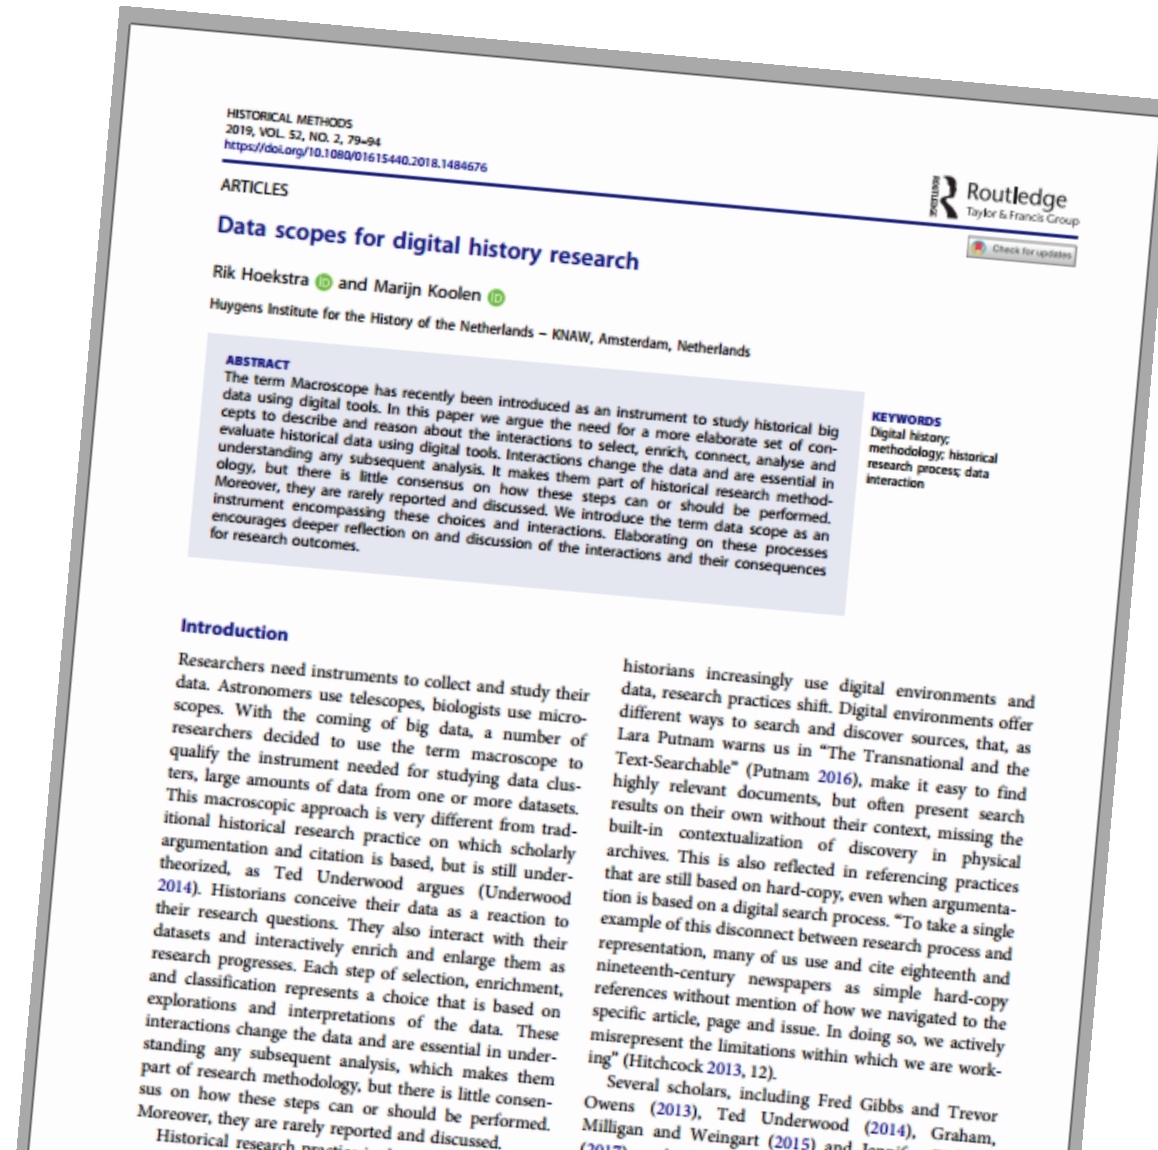 HISTORICAL METHODS
2019, VOL. 52, NO. 2, 79–94
https://doi.org/10.1080/01615440.2018.1484676
ROUTLEDGE
Routledge
Taylor & Francis Group
ARTICLES
Check for updates
Data scopes for digital history research
Rik Hoekstra iD and Marijn Koolen iD
Huygens Institute for the History of the Netherlands – KNAW, Amsterdam, Netherlands
ABSTRACT
The term Macroscope has recently been introduced as an instrument to study historical big
data using digital tools. In this paper we argue the need for a more elaborate set of con-
cepts to describe and reason about the interactions to select, enrich, connect, analyse and
evaluate historical data using digital tools. Interactions change the data and are essential in
understanding any subsequent analysis. It makes them part of historical research method-
ology, but there is little consensus on how these steps can or should be performed.
Moreover, they are rarely reported and discussed. We introduce the term data scope as an
instrument encompassing these choices and interactions. Elaborating on these processes
encourages deeper reflection on and discussion of the interactions and their consequences
for research outcomes.
KEYWORDS
Digital history;
methodology; historical
research process; data
interaction
Introduction
Researchers need instruments to collect and study their
data. Astronomers use telescopes, biologists use micro-
scopes. With the coming of big data, a number of
researchers decided to use the term macroscope to
qualify the instrument needed for studying data clus-
ters, large amounts of data from one or more datasets.
This macroscopic approach is very different from trad-
itional historical research practice on which scholarly
argumentation and citation is based, but is still under-
theorized, as Ted Underwood argues (Underwood
2014). Historians conceive their data as a reaction to
their research questions. They also interact with their
datasets and interactively enrich and enlarge them as
research progresses. Each step of selection, enrichment,
and classification represents a choice that is based on
explorations and interpretations of the data. These
interactions change the data and are essential in under-
standing any subsequent analysis, which makes them
part of research methodology, but there is little consen-
sus on how these steps can or should be performed.
Moreover, they are rarely reported and discussed.
Historical research
historians increasingly use digital environments and
data, research practices shift. Digital environments offer
different ways to search and discover sources, that, as
Lara Putnam warns us in “The Transnational and the
Text-Searchable” (Putnam 2016), make it easy to find
highly relevant documents, but often present search
results on their own without their context, missing the
built-in contextualization of discovery in physical
archives. This is also reflected in referencing practices
that are still based on hard-copy, even when argumenta-
tion is based on a digital search process. “To take a single
example of this disconnect between research process and
representation, many of us use and cite eighteenth and
nineteenth-century newspapers as simple hard-copy
references without mention of how we navigated to the
specific article, page and issue. In doing so, we actively
misrepresent the limitations within which we are work-
ing” (Hitchcock 2013, 12).
Several scholars, including Fred Gibbs and Trevor
Owens (2013), Ted Underwood (2014), Graham,
Milligan and Weingart (2015) and
(2017)